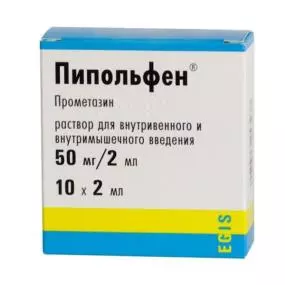 Пипольфен®
Прометазин
раствор для внутривенного и
внутримышечного введения
50 мг/2 мл
10 x 2 мл
EGIS